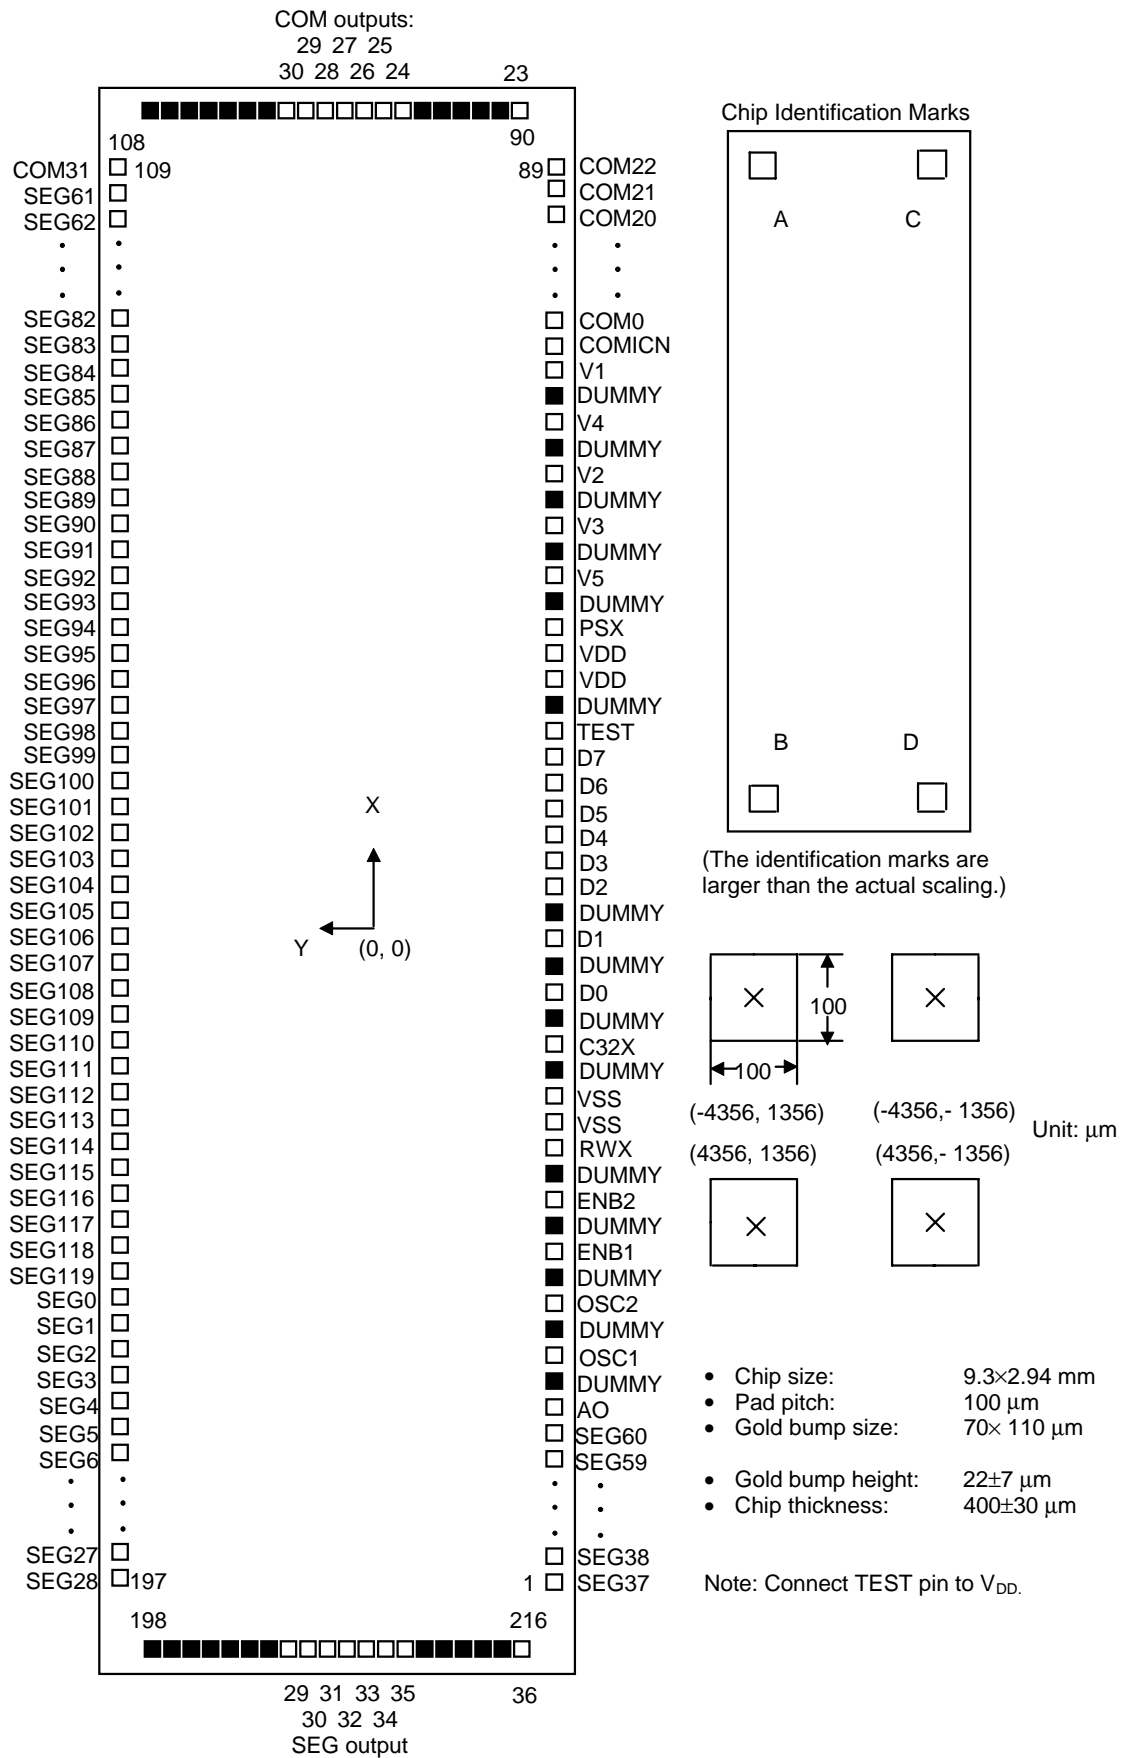 COM outputs:
29 27 25
30 28 26 24
23
108
90
COM31
109
SEG61
SEG62
SEG82
SEG83
SEG84
SEG85
SEG86
SEG87
SEG88
SEG89
SEG90
SEG91
SEG92
SEG93
SEG94
SEG95
SEG96
SEG97
SEG98
SEG99
SEG100
SEG101
SEG102
SEG103
SEG104
SEG105
SEG106
SEG107
SEG108
SEG109
SEG110
SEG111
SEG112
SEG113
SEG114
SEG115
SEG116
SEG117
SEG118
SEG119
SEG0
SEG1
SEG2
SEG3
SEG4
SEG5
SEG6
SEG27
SEG28
197
X
Y
(0, 0)
89
COM22
COM21
COM20
COM0
COMICN
V1
DUMMY
V4
DUMMY
V2
DUMMY
V3
DUMMY
V5
DUMMY
PSX
VDD
VDD
DUMMY
TEST
D7
D6
D5
D4
D3
D2
DUMMY
D1
DUMMY
D0
DUMMY
C32X
DUMMY
VSS
VSS
RWX
DUMMY
ENB2
DUMMY
ENB1
DUMMY
OSC2
DUMMY
OSC1
DUMMY
AO
SEG60
SEG59
SEG38
1
SEG37
198
216
29 31 33 35
36
30 32 34
SEG output
Chip Identification Marks
A
C
B
D
(The identification marks are
larger than the actual scaling.)
100
100
(-4356, 1356)
(-4356,- 1356)
Unit: μm
(4356, 1356)
(4356,- 1356)
• Chip size: 9.3×2.94 mm
• Pad pitch: 100 μm
• Gold bump size: 70× 110 μm
• Gold bump height: 22±7 μm
• Chip thickness: 400±30 μm
Note: Connect TEST pin to VDD.